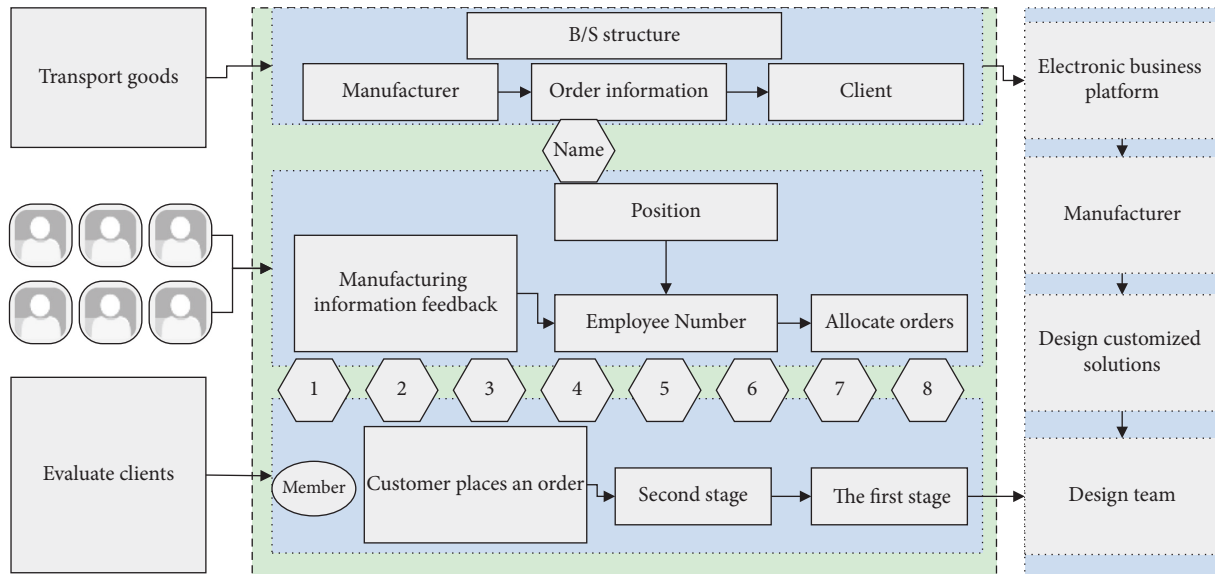 Transport goods
B/S structure
Manufacturer
Order information
Client
Electronic business
platform
Name
Position
Manufacturer
Manufacturing
information feedback
Employee Number
Allocate orders
Design customized
solutions
1
2
3
4
5
6
7
8
Evaluate clients
Member
Customer places an order
Second stage
The first stage
Design team